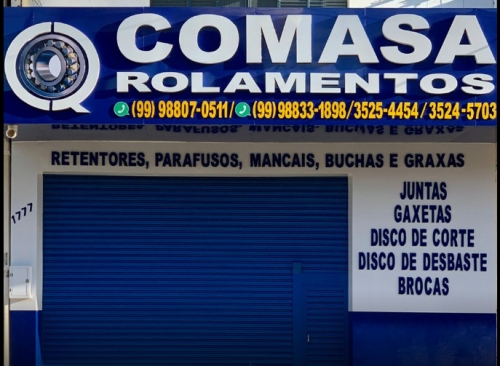 COMASA
ROLAMENTOS
(99) 98807-0511/ (99) 98833-1898/3525-4454/3524-5703
RETENTORES, PARAFUSOS, MANCAIS, BUCHAS E GRAXAS
1777
JUNTAS
GAXETAS
DISCO DE CORTE
DISCO DE DESBASTE
BROCAS